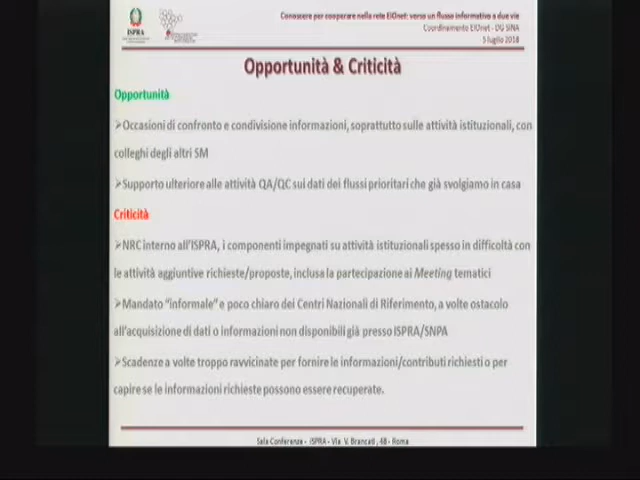 Conoscere per cooperare nella rete EIOnet: verso un flusso informativo a due vie
Coordinamento EIOnet - DG SINA
5 luglio 2018
ISPRA
Opportunità & Criticità
Opportunità
➢Occasioni di confronto e condivisione informazioni, soprattutto sulle attività istituzionali, con
colleghi degli altri SM
➢Supporto ulteriore alle attività QA/QC sui dati dei flussi prioritari che già svolgiamo in casa
Criticità
➢NRC interno all'ISPRA, i componenti impegnati su attività istituzionali spesso in difficoltà con
le attività aggiuntive richieste/proposte, inclusa la partecipazione ai Meeting tematici
➢Mandato "informale" e poco chiaro dei Centri Nazionali di Riferimento, a volte ostacolo
all'acquisizione di dati o informazioni non disponibili già presso ISPRA/SNPA
➢Scadenze a volte troppo ravvicinate per fornire le informazioni/contributi richiesti o per
capire se le informazioni richieste possono essere recuperate.
Sala Conferenze - ISPRA - Via V. Brancati , 48 - Roma